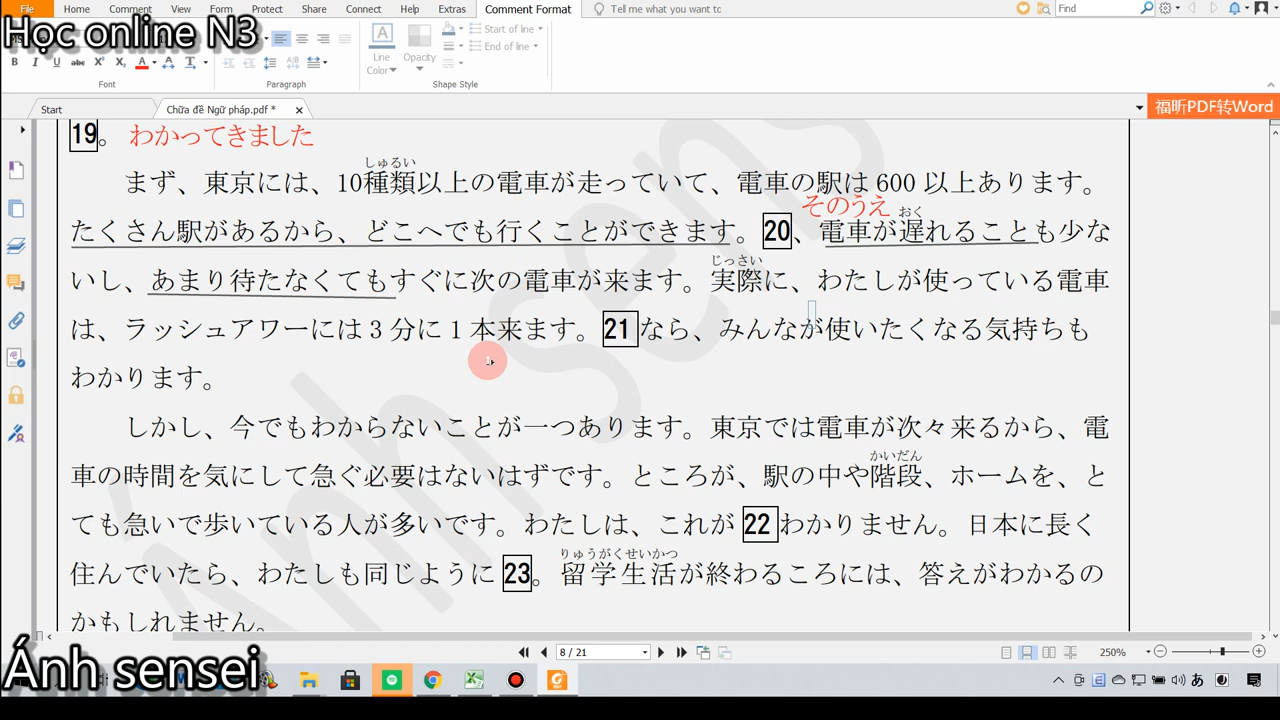 File Home Comment View Form Protect Share Connect Help Extras Comment Format Tell me what you want to Find
Học online N3
Line Color Opacity Start of line End of line
Font Paragraph Shape Style
Start Chữa đề Ngữ pháp.pdf * 福昕PDF转Word
19。 わかってきました
しゅるい
まず、東京には、10種類以上の電車が走っていて、電車の駅は 600 以上あります。
そのうえ おく
たくさん駅があるから、どこへでも行くことができます。20、電車が遅れることも少な
じっさい
いし、あまり待たなくてもすぐに次の電車が来ます。実際に、わたしが使っている電車
は、ラッシュアワーには 3 分に 1 本来ます。21なら、みんなが使いたくなる気持ちも
わかります。
しかし、今でもわからないことが一つあります。東京では電車が次々来るから、電
かいだん
車の時間を気にして急ぐ必要はないはずです。ところが、駅の中や階段、ホームを、と
ても急いで歩いている人が多いです。わたしは、これが 22わかりません。日本に長く
りゅうがくせいかつ
住んでいたら、わたしも同じように 23。留学生活が終わるころには、答えがわかるの
かもしれません。
Ánh sens
8 / 21 250%
Ánh sensei